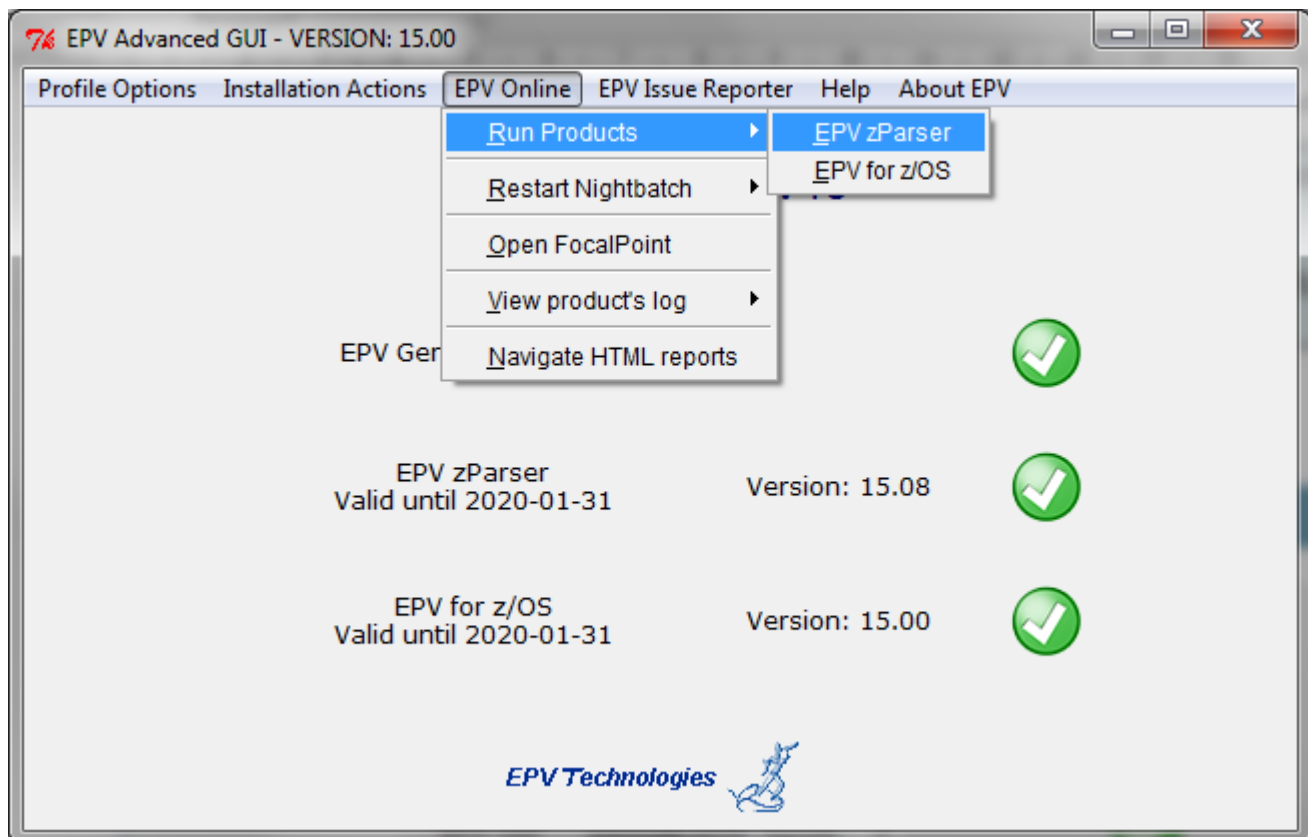 EPV Advanced GUI - VERSION: 15.00
Profile Options Installation Actions EPV Online EPV Issue Reporter Help About EPV
Run Products
EPV zParser
EPV for z/OS
Restart Nightbatch
Open FocalPoint
View product's log
Navigate HTML reports
EPV
EPV zParser
Valid until 2020-01-31
Version: 15.08
EPV for z/OS
Valid until 2020-01-31
Version: 15.00
EPV Technologies